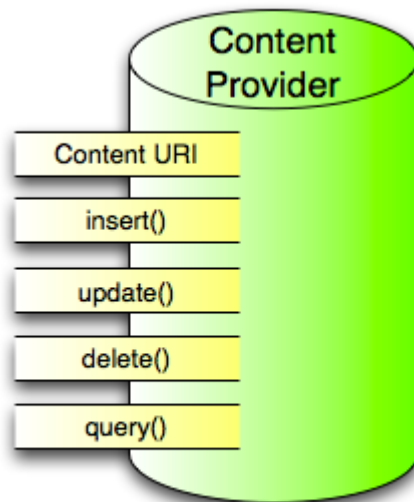 Content
Provider
Content URI
insert()
update()
delete()
query()